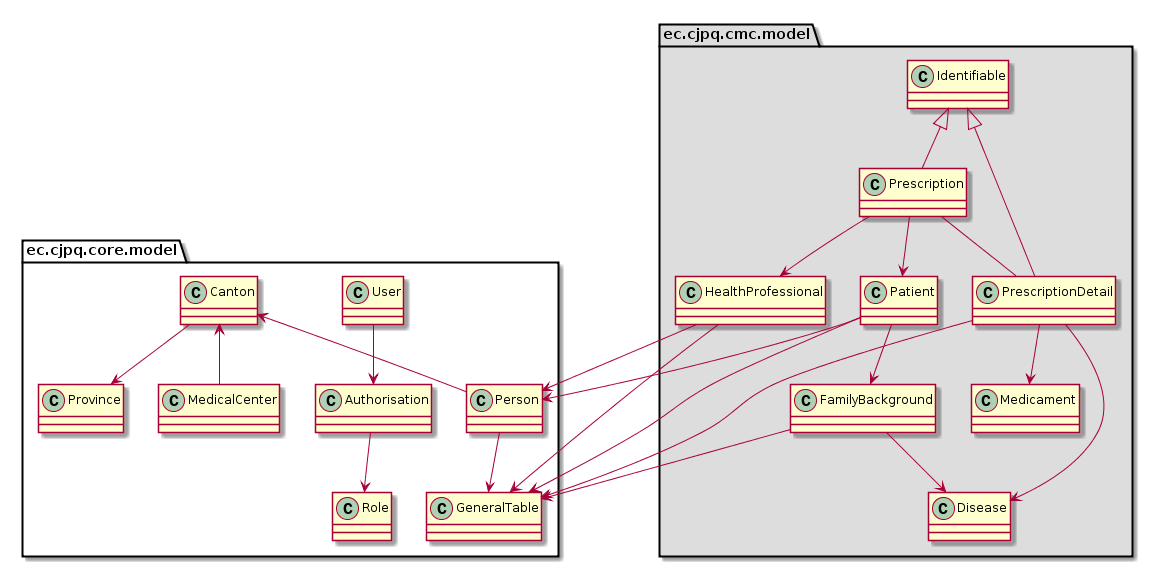 ec.cjpq.cmc.model
C Identifiable
C Prescription
ec.cjpq.core.model
C Canton
C User
C HealthProfessional
C Patient
C PrescriptionDetail
C Province
C MedicalCenter
C Authorisation
C Person
C FamilyBackground
C Medicament
C Role
C GeneralTable
C Disease